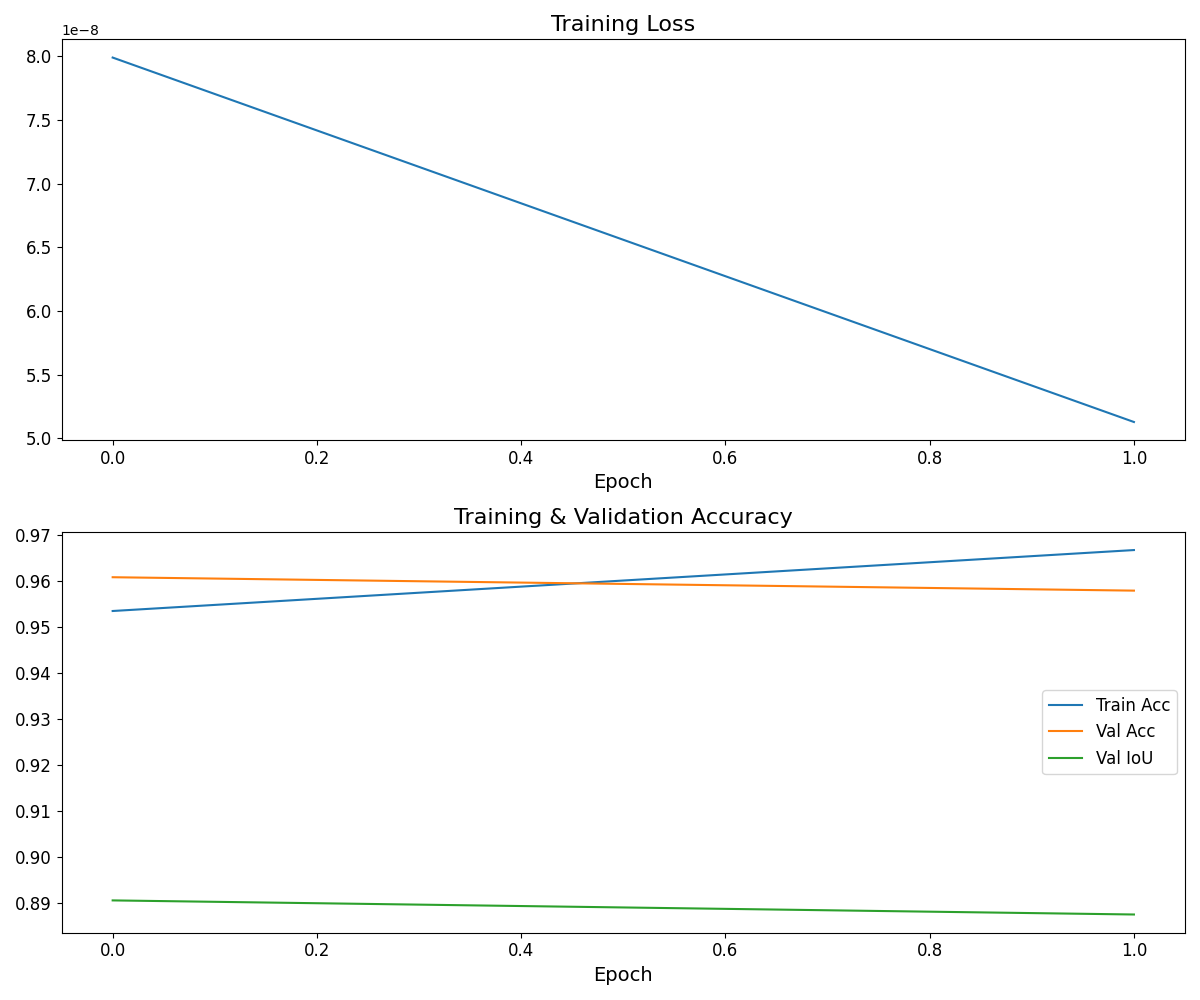 Training Loss
1e−8
8.0
7.5
7.0
6.5
6.0
5.5
5.0
0.0 0.2 0.4 0.6 0.8 1.0
Epoch
Training & Validation Accuracy
0.97
0.96
0.95
0.94
0.93
0.92
0.91
0.90
0.89
Train Acc
Val Acc
Val IoU
0.0 0.2 0.4 0.6 0.8 1.0
Epoch